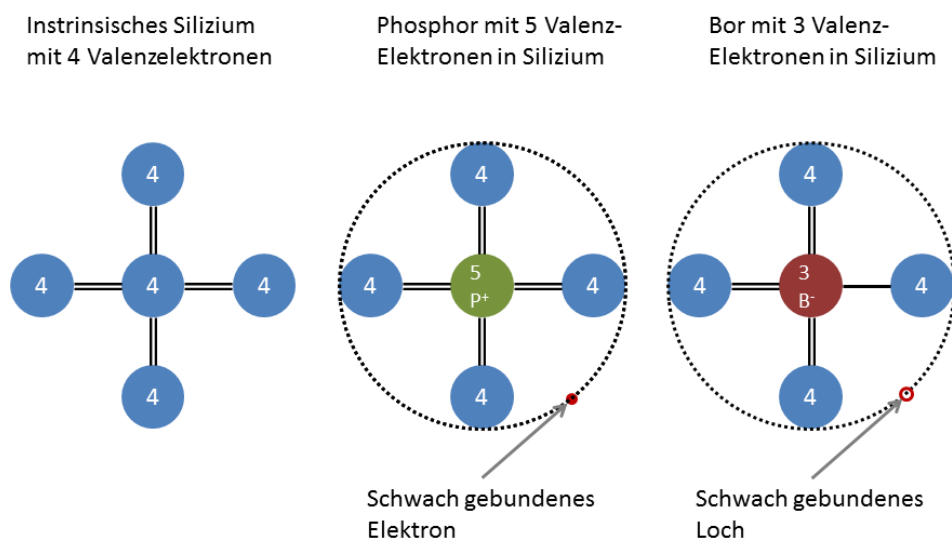 Instrinsisches Silizium
mit 4 Valenzelektronen
Phosphor mit 5 Valenz-
Elektronen in Silizium
Bor mit 3 Valenz-
Elektronen in Silizium
4
4
4
4
4
4
4
5
P⁺
4
4
4
4
3
B⁻
4
4
Schwach gebundenes
Elektron
Schwach gebundenes
Loch